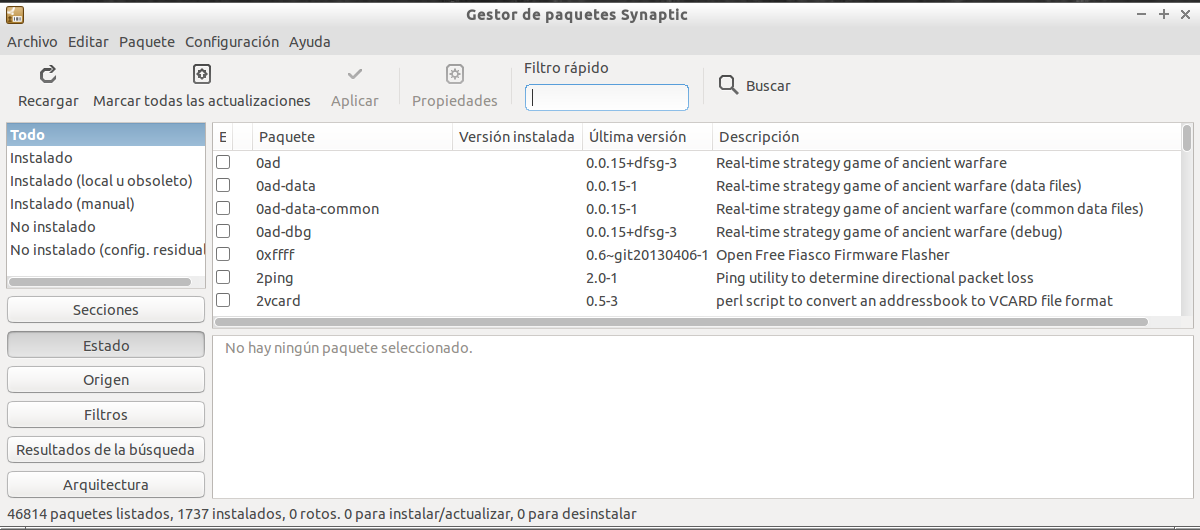 Gestor de paquetes Synaptic
Archivo Editar Paquete Configuración Ayuda
Recargar Marcar todas las actualizaciones Aplicar Propiedades Filtro rápido Buscar
Todo
Instalado
Instalado (local u obsoleto)
Instalado (manual)
No instalado
No instalado (config. residual
Secciones
Estado
Origen
Filtros
Resultados de la búsqueda
Arquitectura
E Paquete Versión instalada Última versión Descripción
0ad 0.0.15+dfsg-3 Real-time strategy game of ancient warfare
0ad-data 0.0.15-1 Real-time strategy game of ancient warfare (data files)
0ad-data-common 0.0.15-1 Real-time strategy game of ancient warfare (common data files)
0ad-dbg 0.0.15+dfsg-3 Real-time strategy game of ancient warfare (debug)
0xffff 0.6~git20130406-1 Open Free Fiasco Firmware Flasher
2ping 2.0-1 Ping utility to determine directional packet loss
2vcard 0.5-3 perl script to convert an addressbook to VCARD file format
No hay ningún paquete seleccionado.
46814 paquetes listados, 1737 instalados, 0 rotos. 0 para instalar/actualizar, 0 para desinstalar